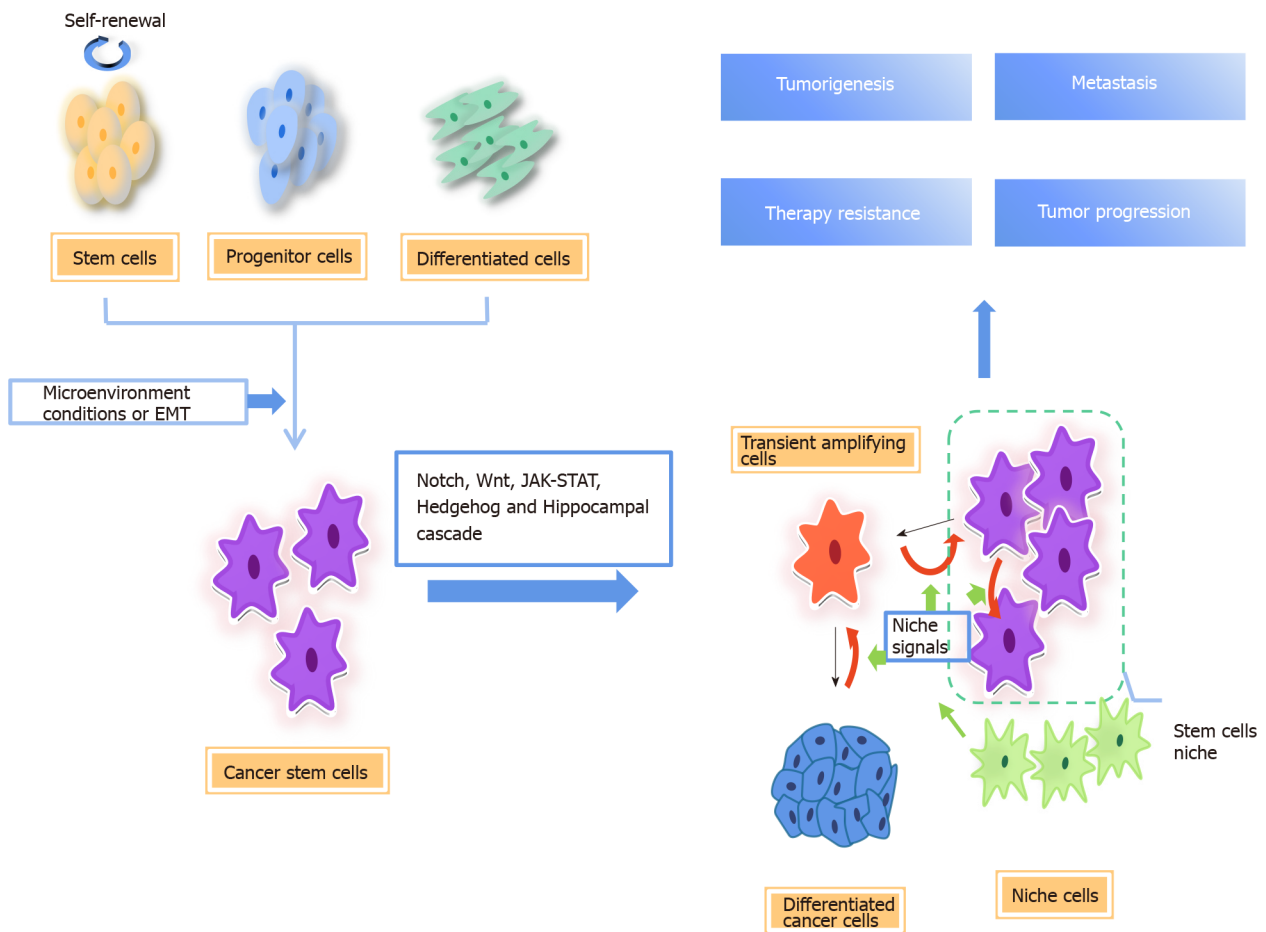 Self-renewal
Stem cells
Progenitor cells
Differentiated cells
Microenvironment
conditions or EMT
Cancer stem cells
Notch, Wnt, JAK-STAT,
Hedgehog and Hippocampal
cascade
Tumorigenesis
Metastasis
Therapy resistance
Tumor progression
Transient amplifying
cells
Niche
signals
Stem cells
niche
Differentiated
cancer cells
Niche cells